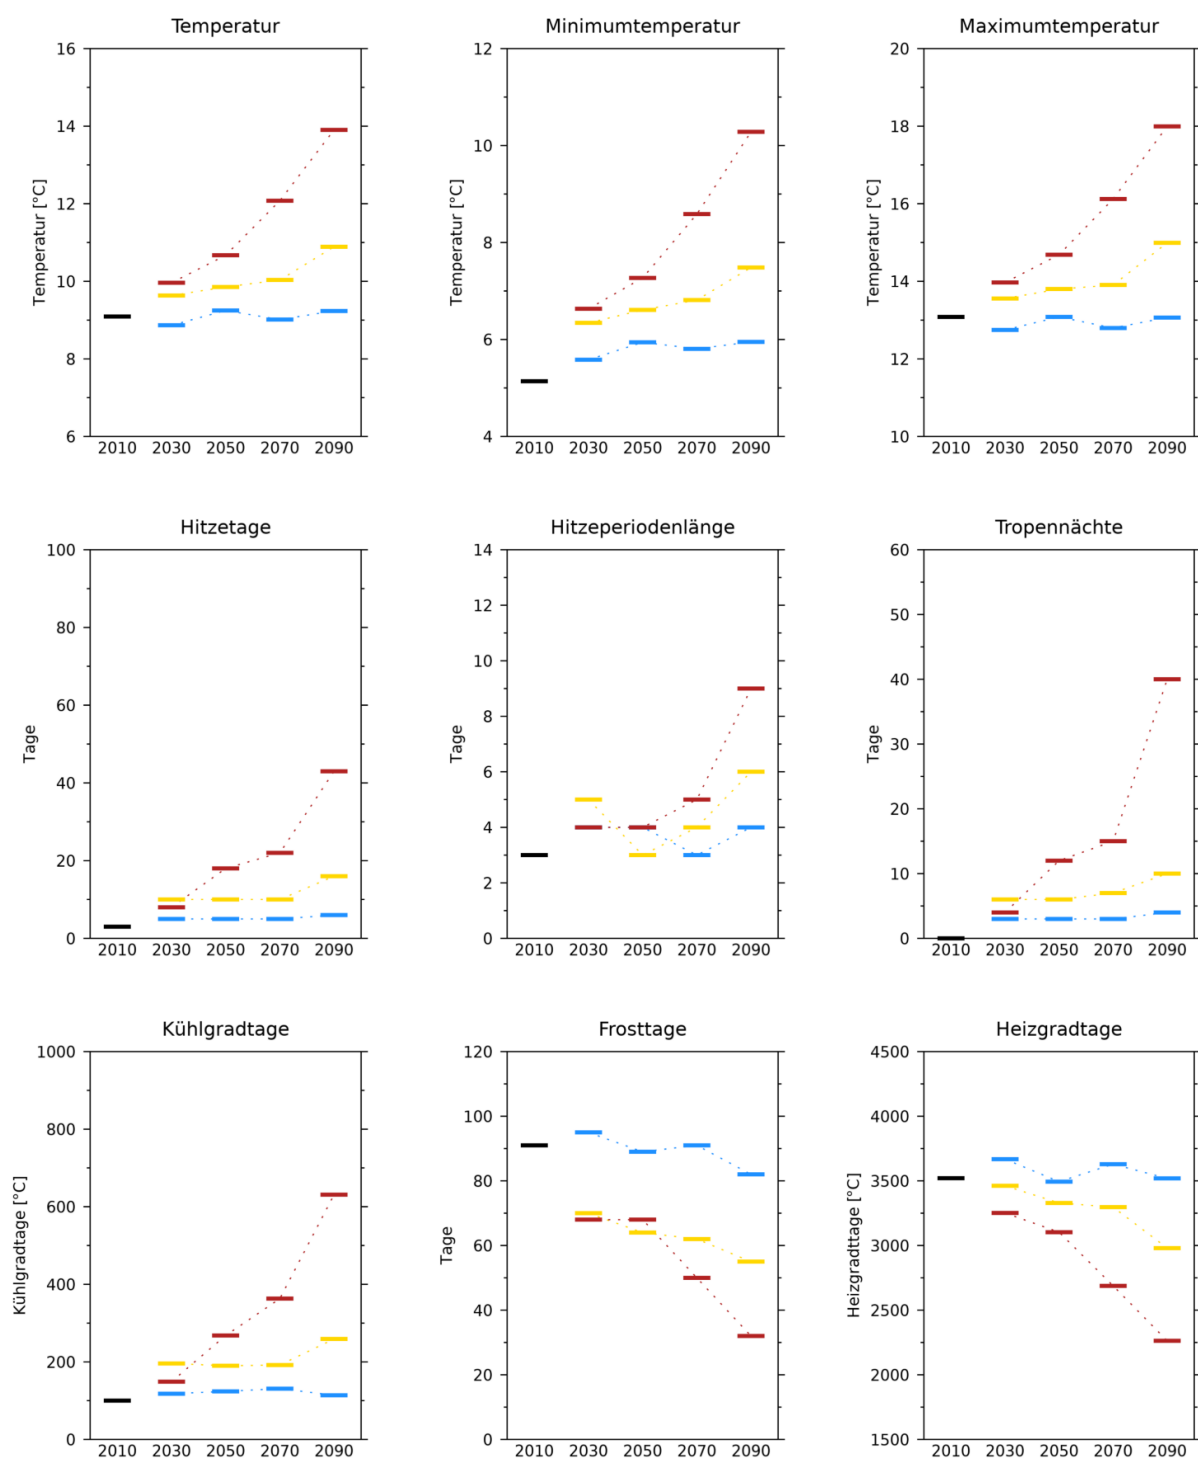 Temperatur
Minimumtemperatur
Maximumtemperatur
16
14
12
10
8
6
Temperatur [°C]
2010 2030 2050 2070 2090
12
10
8
6
4
Temperatur [°C]
2010 2030 2050 2070 2090
20
18
16
14
12
10
Temperatur [°C]
2010 2030 2050 2070 2090
Hitzetage
Hitzeperiodenlänge
Tropennächte
100
80
60
40
20
0
Tage
2010 2030 2050 2070 2090
14
12
10
8
6
4
2
0
Tage
2010 2030 2050 2070 2090
60
50
40
30
20
10
0
Tage
2010 2030 2050 2070 2090
Kühlgradtage
Frosttage
Heizgradtage
1000
800
600
400
200
0
Kühlgradtage [°C]
2010 2030 2050 2070 2090
120
100
80
60
40
20
0
Tage
2010 2030 2050 2070 2090
4500
4000
3500
3000
2500
2000
1500
Heizgradttage [°C]
2010 2030 2050 2070 2090